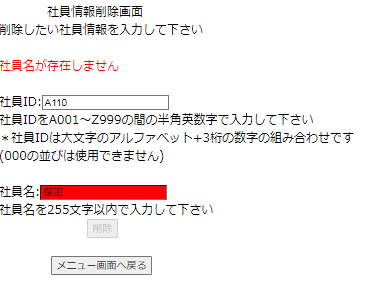 社員情報削除画面
削除したい社員情報を入力して下さい
社員名が存在しません
社員ID:A110
社員IDをA001～Z999の間の半角英数字で入力して下さい
＊社員IDは大文字のアルファベット+3桁の数字の組み合わせです
(000の並びは使用できません)
社員名:保田
社員名を255文字以内で入力して下さい
削除
メニュー画面へ戻る